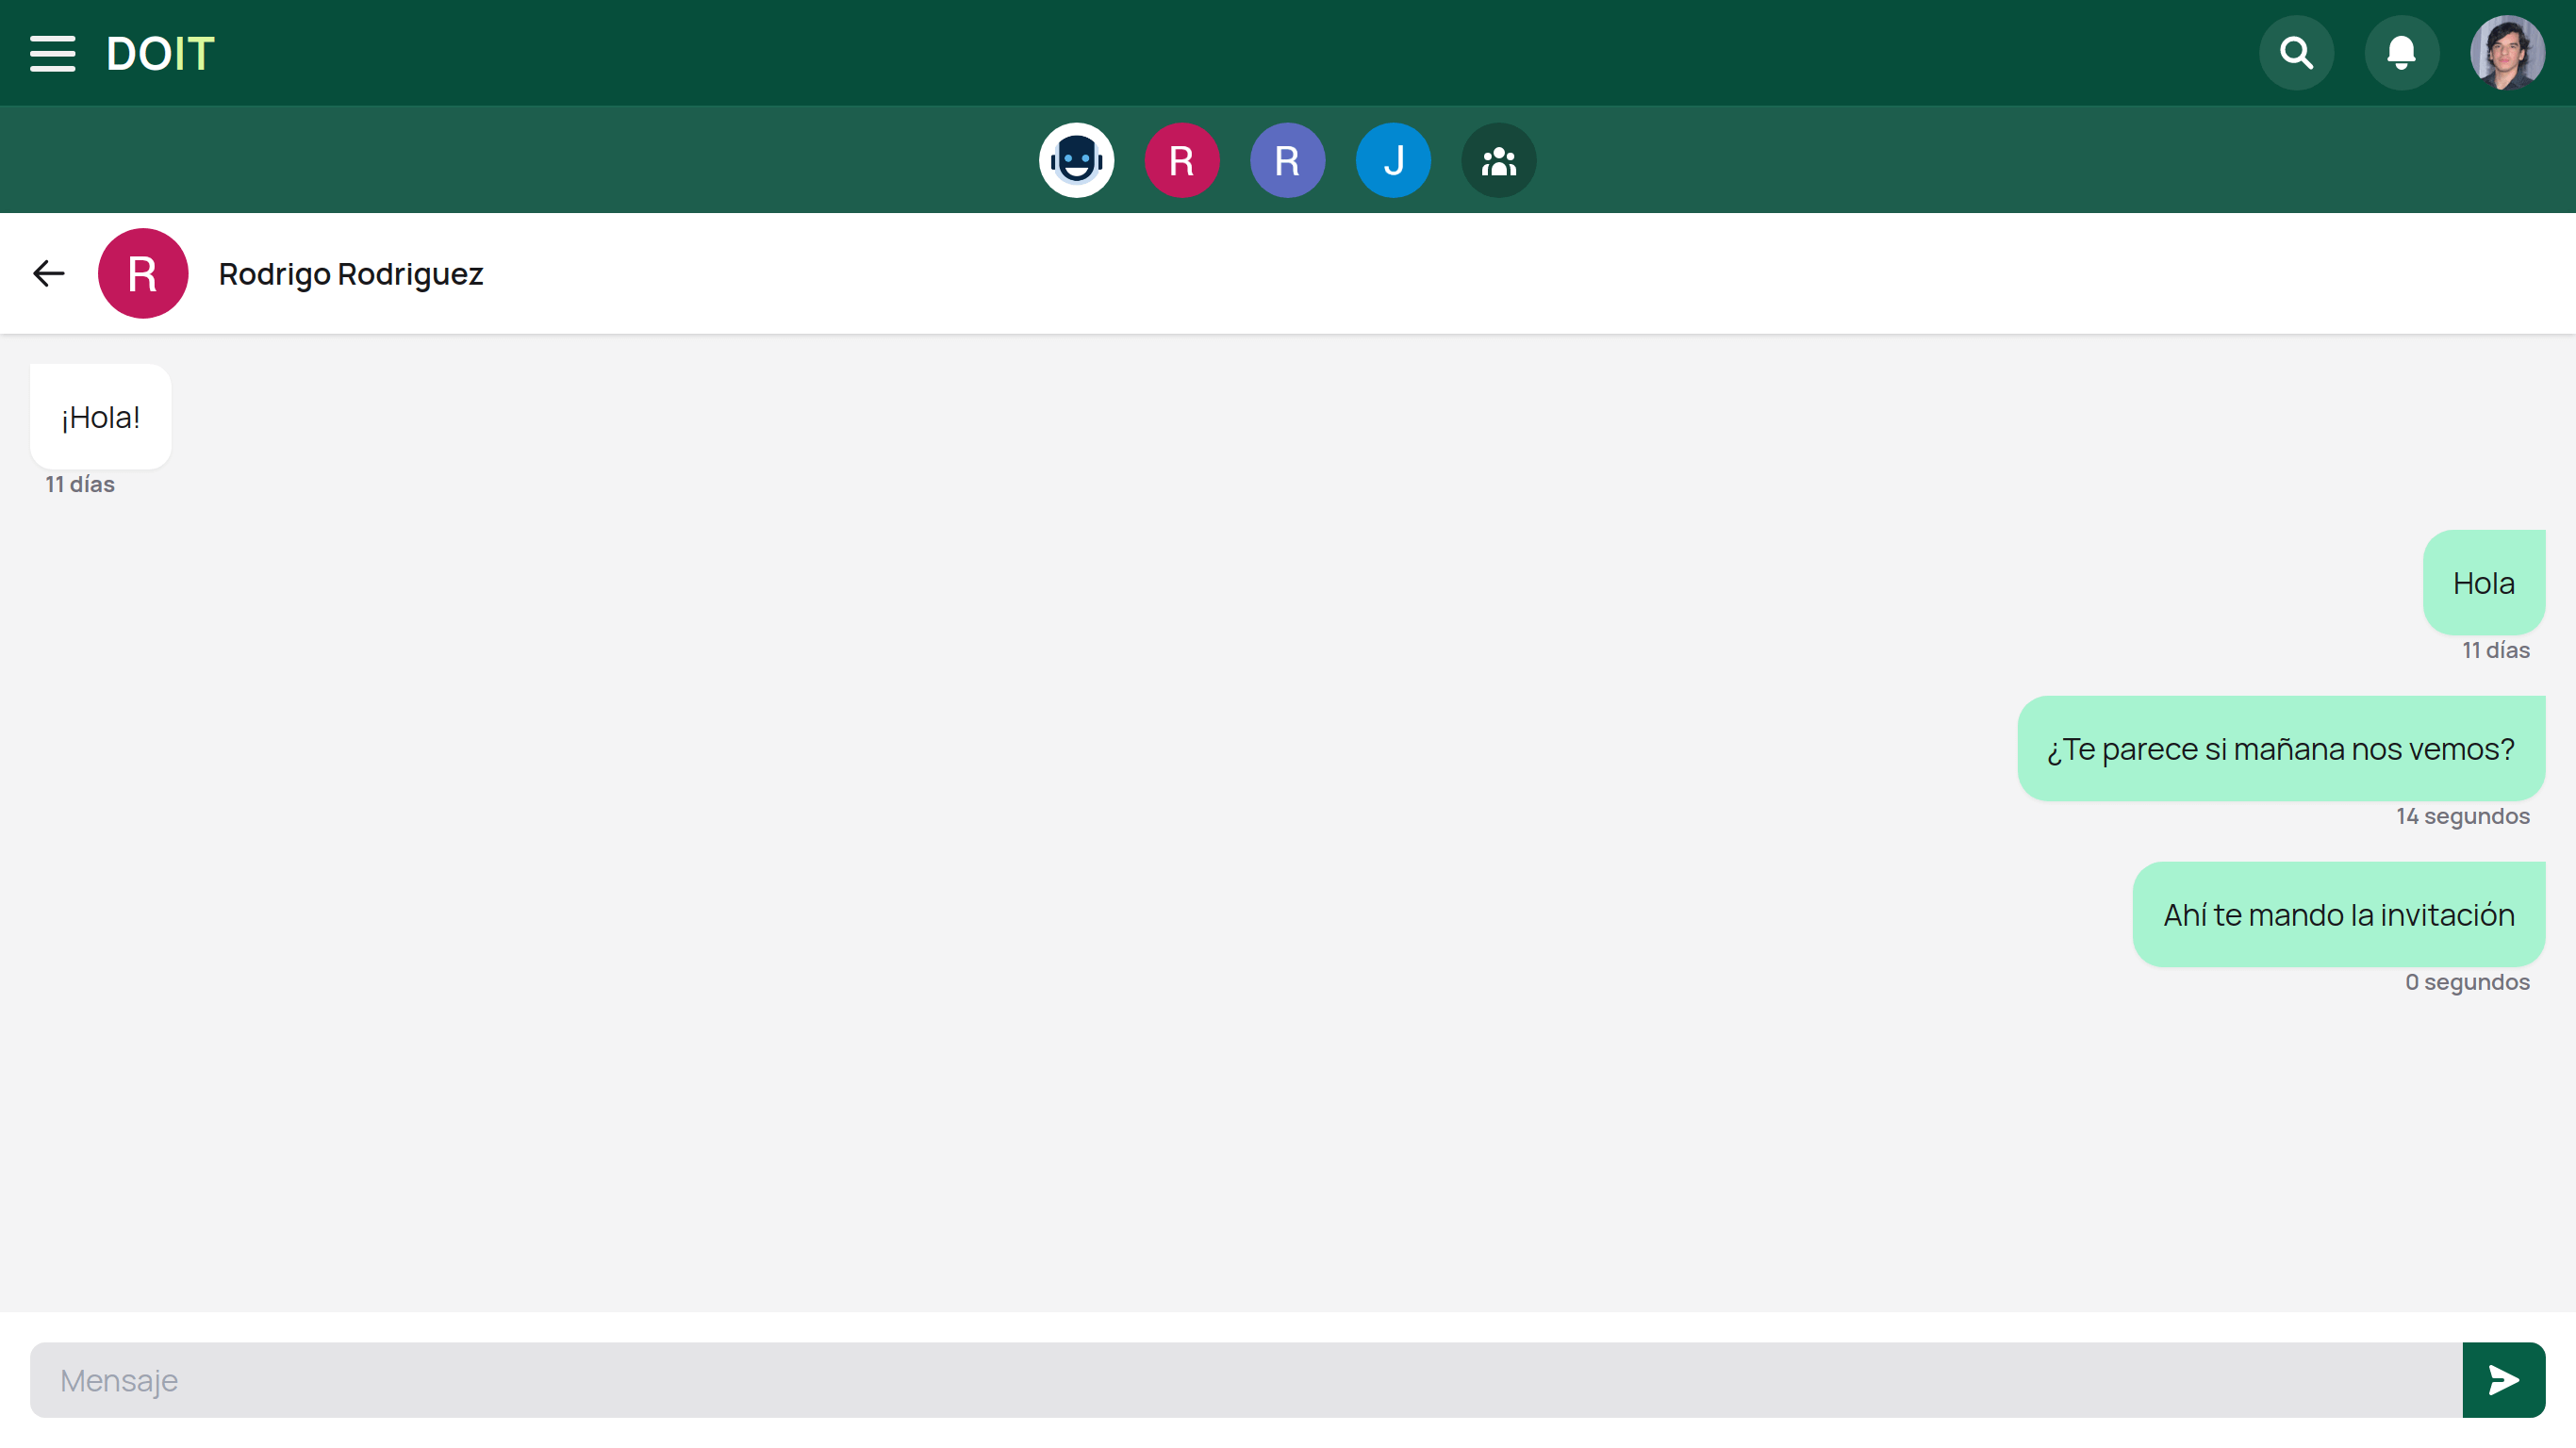 DOIT
R
R
J
R
Rodrigo Rodriguez
¡Hola!
11 días
Hola
11 días
¿Te parece si mañana nos vemos?
14 segundos
Ahí te mando la invitación
0 segundos
Mensaje